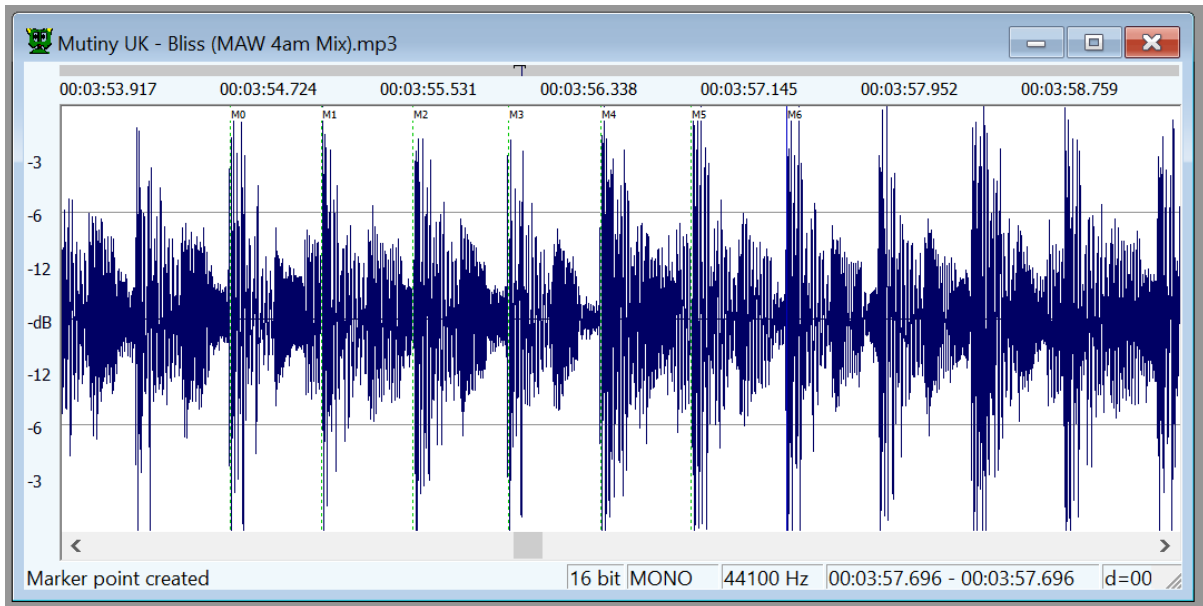 Mutiny UK - Bliss (MAW 4am Mix).mp3
00:03:53.917 00:03:54.724 00:03:55.531 00:03:56.338 00:03:57.145 00:03:57.952 00:03:58.759
M0 M1 M2 M3 M4 M5 M6
-3
-6
-12
-dB
-12
-6
-3
Marker point created 16 bit MONO 44100 Hz 00:03:57.696 - 00:03:57.696 d=00